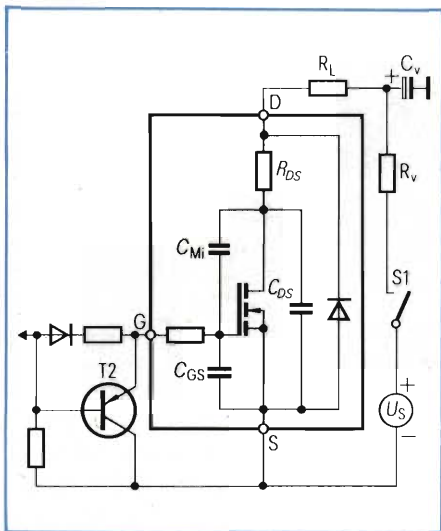 R_L
+ C_v
D
R_v
R_DS
C_Mi
S1
C_DS
G
T2
C_GS
+
U_S
−
S